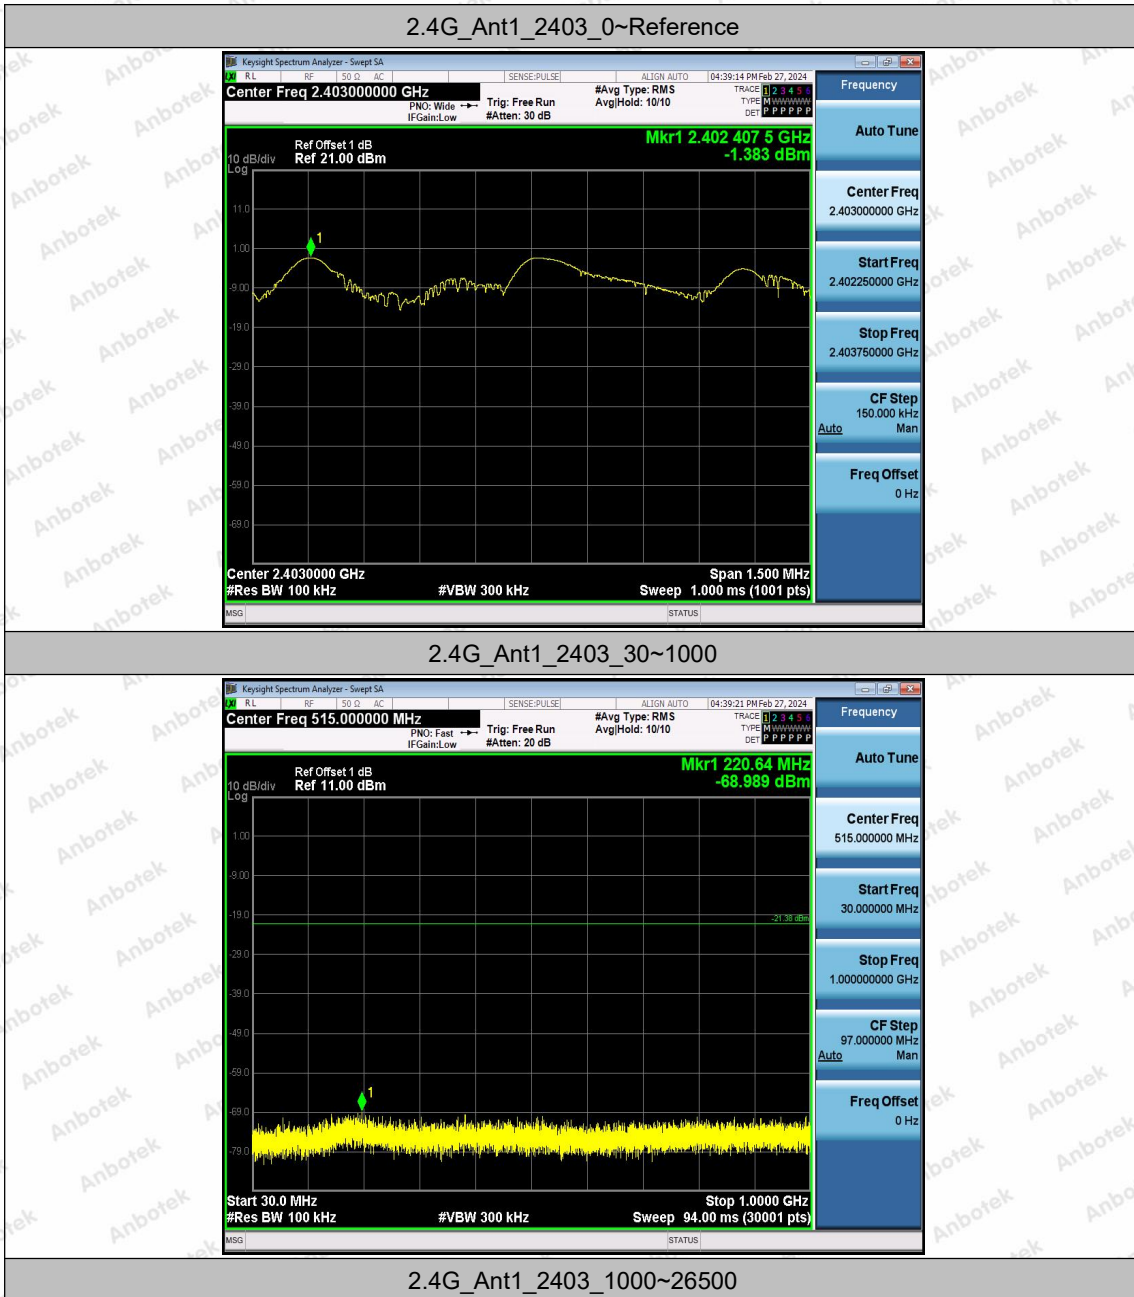 2.4G_Ant1_2403_0~Reference
Keysight Spectrum Analyzer - Swept SA
LXI RL RF 50 Ω AC SENSE:PULSE ALIGN AUTO 04:39:14 PM Feb 27, 2024
Center Freq 2.403000000 GHz
PNO: Wide
IFGain:Low
Trig: Free Run
#Atten: 30 dB
#Avg Type: RMS
Avg|Hold: 10/10
TRACE 1 2 3 4 5 6
TYPE M WWWWW
DET P P P P P P
Frequency
Auto Tune
Mkr1 2.402 407 5 GHz
-1.383 dBm
Ref Offset 1 dB
10 dB/div Ref 21.00 dBm
Log
11.0
1.00
-9.00
-19.0
-29.0
-39.0
-49.0
-59.0
-69.0
1
Center Freq
2.403000000 GHz
Start Freq
2.402250000 GHz
Stop Freq
2.403750000 GHz
CF Step
150.000 kHz
Auto Man
Freq Offset
0 Hz
Center 2.4030000 GHz Span 1.500 MHz
#Res BW 100 kHz #VBW 300 kHz Sweep 1.000 ms (1001 pts)
MSG STATUS
2.4G_Ant1_2403_30~1000
Keysight Spectrum Analyzer - Swept SA
LXI RL RF 50 Ω AC SENSE:PULSE ALIGN AUTO 04:39:21 PM Feb 27, 2024
Center Freq 515.000000 MHz
PNO: Fast
IFGain:Low
Trig: Free Run
#Atten: 20 dB
#Avg Type: RMS
Avg|Hold: 10/10
TRACE 1 2 3 4 5 6
TYPE M WWWWW
DET P P P P P P
Frequency
Auto Tune
Mkr1 220.64 MHz
-68.989 dBm
Ref Offset 1 dB
10 dB/div Ref 11.00 dBm
Log
1.00
-9.00
-19.0
-29.0
-39.0
-49.0
-59.0
-69.0
-79.0
-21.38 dBm
1
Center Freq
515.000000 MHz
Start Freq
30.000000 MHz
Stop Freq
1.000000000 GHz
CF Step
97.000000 MHz
Auto Man
Freq Offset
0 Hz
Start 30.0 MHz Stop 1.0000 GHz
#Res BW 100 kHz #VBW 300 kHz Sweep 94.00 ms (30001 pts)
MSG STATUS
2.4G_Ant1_2403_1000~26500
Anbotek